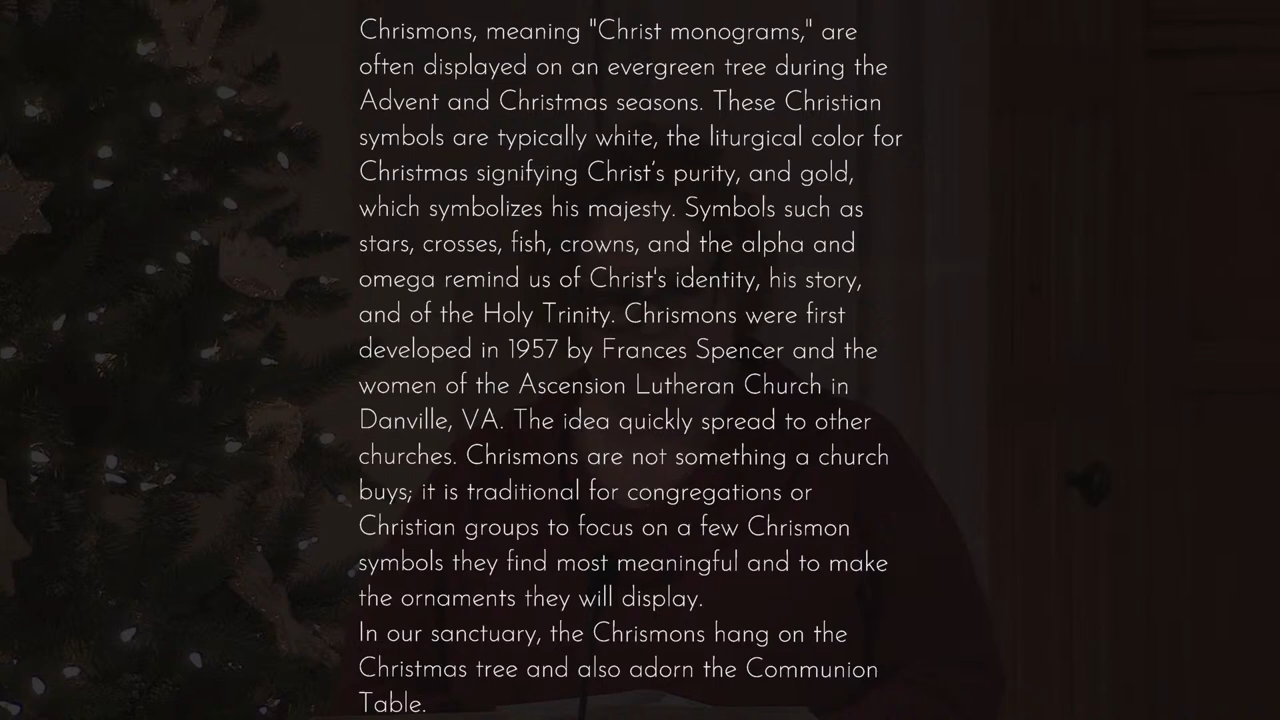 Chrismons, meaning "Christ monograms," are
often displayed on an evergreen tree during the
Advent and Christmas seasons. These Christian
symbols are typically white, the liturgical color for
Christmas signifying Christ's purity, and gold,
which symbolizes his majesty. Symbols such as
stars, crosses, fish, crowns, and the alpha and
omega remind us of Christ's identity, his story,
and of the Holy Trinity. Chrismons were first
developed in 1957 by Frances Spencer and the
women of the Ascension Lutheran Church in
Danville, VA. The idea quickly spread to other
churches. Chrismons are not something a church
buys; it is traditional for congregations or
Christian groups to focus on a few Chrismon
symbols they find most meaningful and to make
the ornaments they will display.
In our sanctuary, the Chrismons hang on the
Christmas tree and also adorn the Communion
Table.